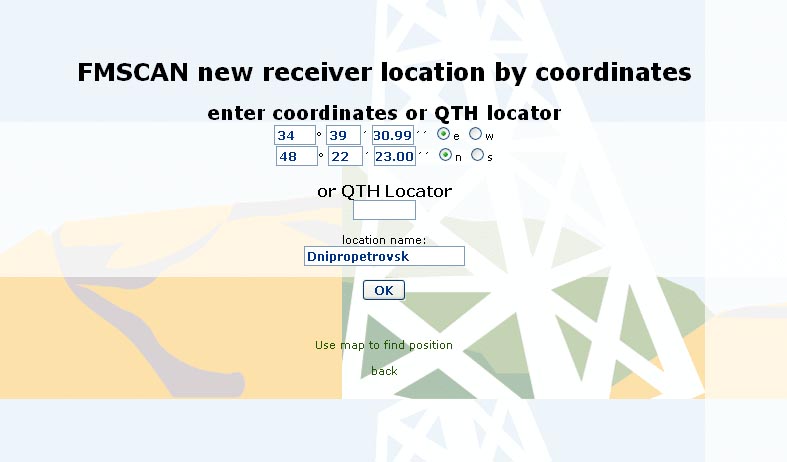 FMSCAN new receiver location by coordinates
enter coordinates or QTH locator
34 ° 39 ´ 30.99 ´´ e w
48 ° 22 ´ 23.00 ´´ n s
or QTH Locator
location name:
Dnipropetrovsk
OK
Use map to find position
back